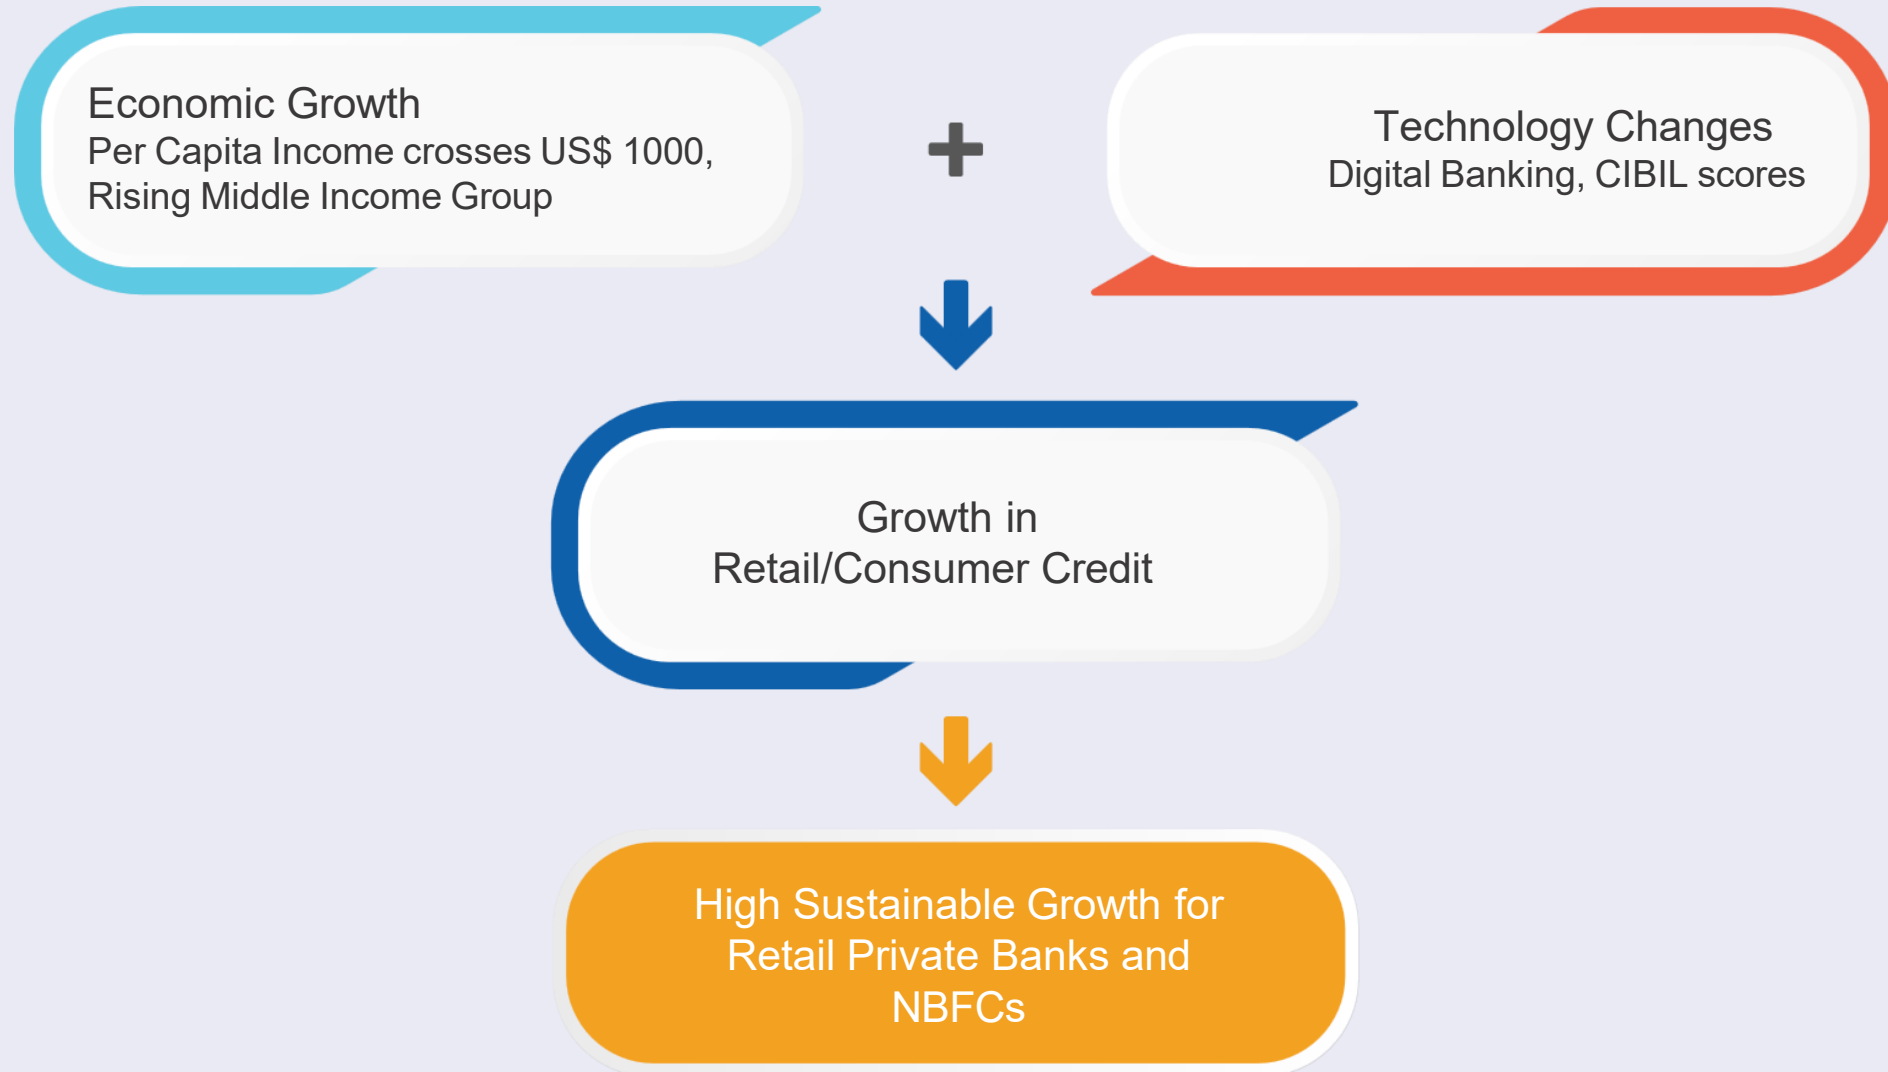 Economic Growth
Per Capita Income crosses US$ 1000,
Rising Middle Income Group
Technology Changes
Digital Banking, CIBIL scores
Growth in
Retail/Consumer Credit
High Sustainable Growth for
Retail Private Banks and
NBFCs